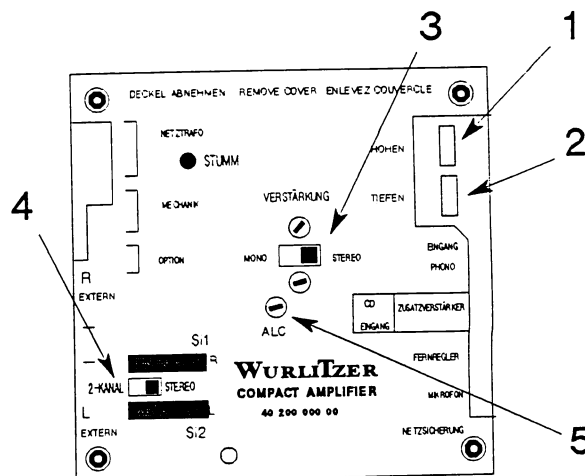 3
1
DECKEL ABNEHMEN REMOVE COVER ENLEVEZ COUVERCLE
NETZTRAFO
STUMM
HÖHEN
2
4
VERSTÄRKUNG
MECHANIK
TIEFEN
OPTION
MONO STEREO
EINGANG
PHONO
R
EXTERN
CD
EINGANG
ZUSATZVERSTÄRKER
ALC
Si1
R
FERNREGLER
2-KANAL STEREO
WURLITZER
COMPACT AMPLIFIER
MIKROFON
L
L
40 200 000 00
EXTERN
Si2
NETZSICHERUNG
5